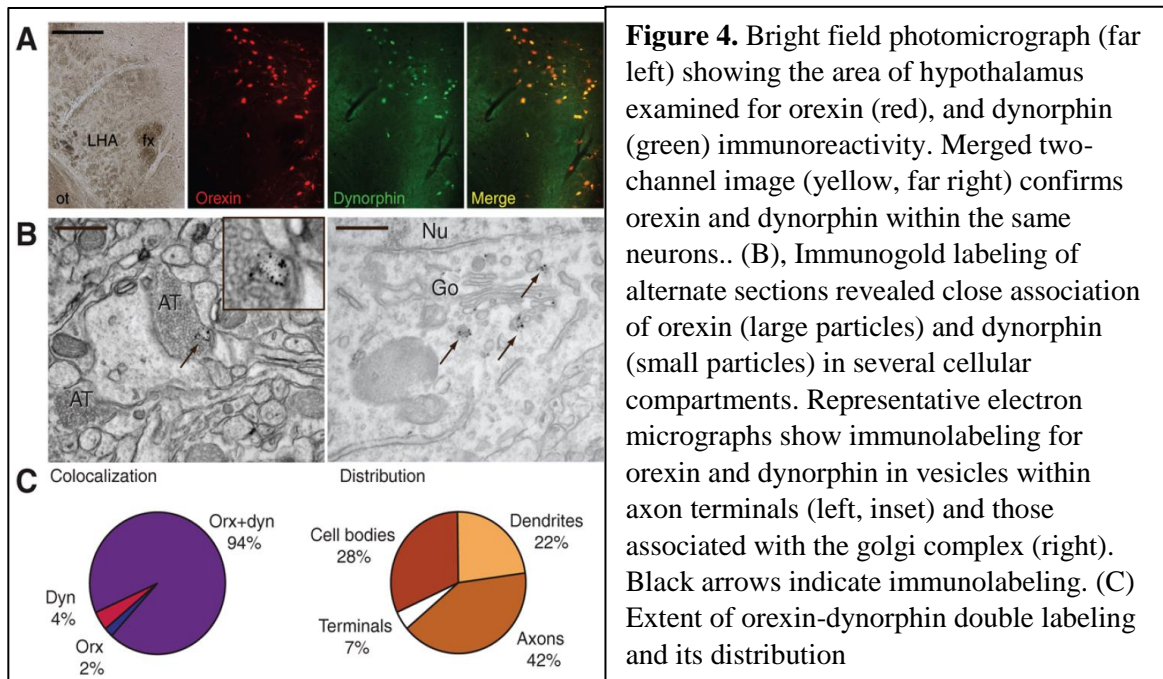 A
LHA
fx
ot
Orexin
Dynorphin
Merge
B
AT
AT
Nu
Go
C
Colocalization
Distribution
Orx+dyn
94%
Dyn
4%
Orx
2%
Cell bodies
28%
Dendrites
22%
Terminals
7%
Axons
42%
Figure 4. Bright field photomicrograph (far
left) showing the area of hypothalamus
examined for orexin (red), and dynorphin
(green) immunoreactivity. Merged two-
channel image (yellow, far right) confirms
orexin and dynorphin within the same
neurons.. (B), Immunogold labeling of
alternate sections revealed close association
of orexin (large particles) and dynorphin
(small particles) in several cellular
compartments. Representative electron
micrographs show immunolabeling for
orexin and dynorphin in vesicles within
axon terminals (left, inset) and those
associated with the golgi complex (right).
Black arrows indicate immunolabeling. (C)
Extent of orexin-dynorphin double labeling
and its distribution